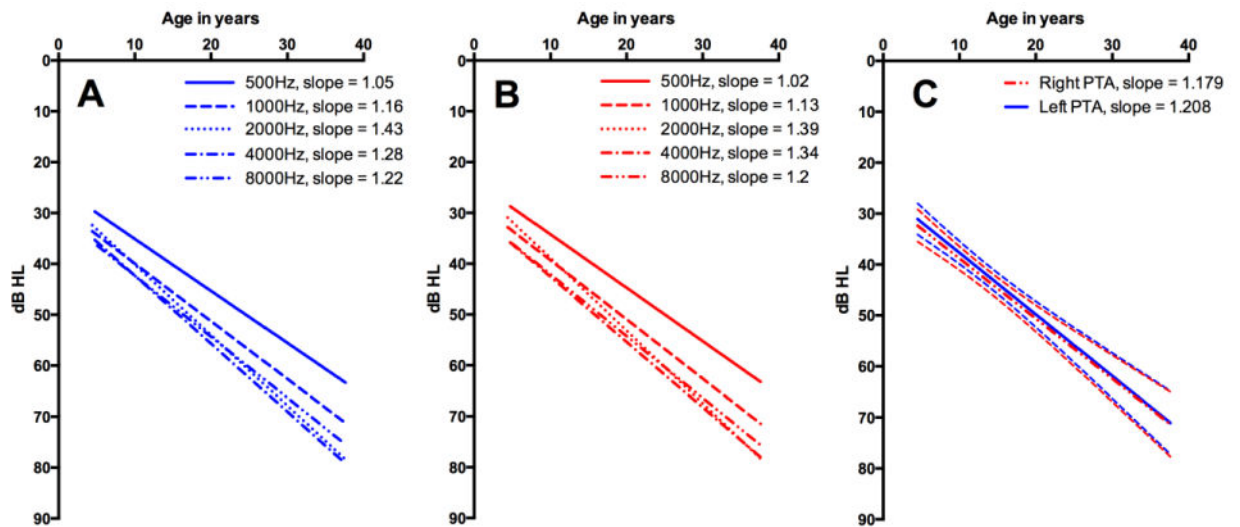 Age in years
0 10 20 30 40
0
10
20
30
40
50
60
70
80
90
dB HL
A
500Hz, slope = 1.05
1000Hz, slope = 1.16
2000Hz, slope = 1.43
4000Hz, slope = 1.28
8000Hz, slope = 1.22
Age in years
0 10 20 30 40
0
10
20
30
40
50
60
70
80
90
dB HL
B
500Hz, slope = 1.02
1000Hz, slope = 1.13
2000Hz, slope = 1.39
4000Hz, slope = 1.34
8000Hz, slope = 1.2
Age in years
0 10 20 30 40
0
10
20
30
40
50
60
70
80
90
dB HL
C
Right PTA, slope = 1.179
Left PTA, slope = 1.208